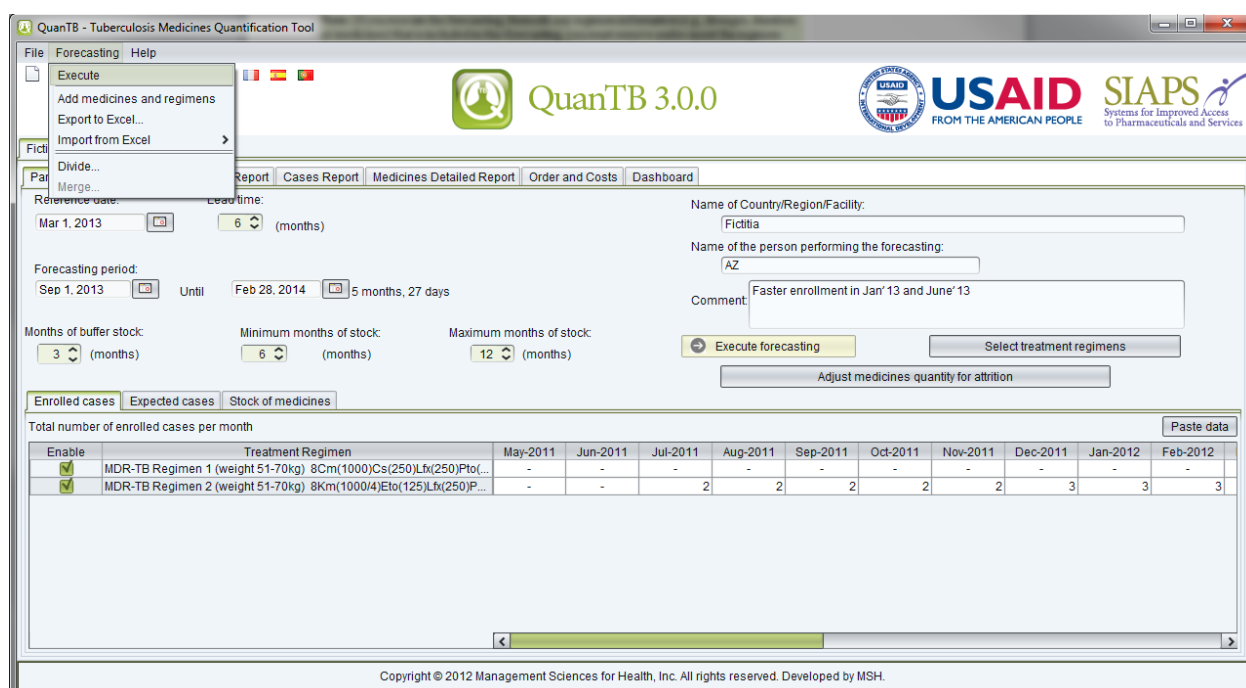 QuanTB - Tuberculosis Medicines Quantification Tool
File Forecasting Help
Execute
Add medicines and regimens
Export to Excel...
Import from Excel
Divide...
Merge...
QuanTB 3.0.0
USAID
USAID
FROM THE AMERICAN PEOPLE
SIAPS
Systems for Improved Access
to Pharmaceuticals and Services
Ficti
Par Report Cases Report Medicines Detailed Report Order and Costs Dashboard
Reference date: Lead time:
Mar 1, 2013 6 (months)
Name of Country/Region/Facility:
Fictitia
Name of the person performing the forecasting:
AZ
Forecasting period:
Sep 1, 2013 Until Feb 28, 2014 5 months, 27 days
Comment: Faster enrollment in Jan' 13 and June' 13
Months of buffer stock: Minimum months of stock: Maximum months of stock:
3 (months) 6 (months) 12 (months)
Execute forecasting Select treatment regimens
Adjust medicines quantity for attrition
Enrolled cases Expected cases Stock of medicines
Total number of enrolled cases per month Paste data
Enable Treatment Regimen May-2011 Jun-2011 Jul-2011 Aug-2011 Sep-2011 Oct-2011 Nov-2011 Dec-2011 Jan-2012 Feb-2012
MDR-TB Regimen 1 (weight 51-70kg) 8Cm(1000)Cs(250)Lfx(250)Pto(... - - - - - - - - - -
MDR-TB Regimen 2 (weight 51-70kg) 8Km(1000/4)Eto(125)Lfx(250)P... - - 2 2 2 2 2 3 3 3
Copyright © 2012 Management Sciences for Health, Inc. All rights reserved. Developed by MSH.